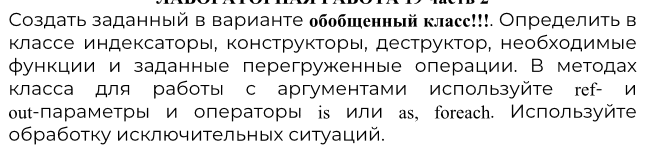 ЛАБОРАТОРНАЯ РАБОТА 19 часть 2
Создать заданный в варианте обобщенный класс!!!. Определить в
классе индексаторы, конструкторы, деструктор, необходимые
функции и заданные перегруженные операции. В методах
класса для работы с аргументами используйте ref- и
out-параметры и операторы is или as, foreach. Используйте
обработку исключительных ситуаций.